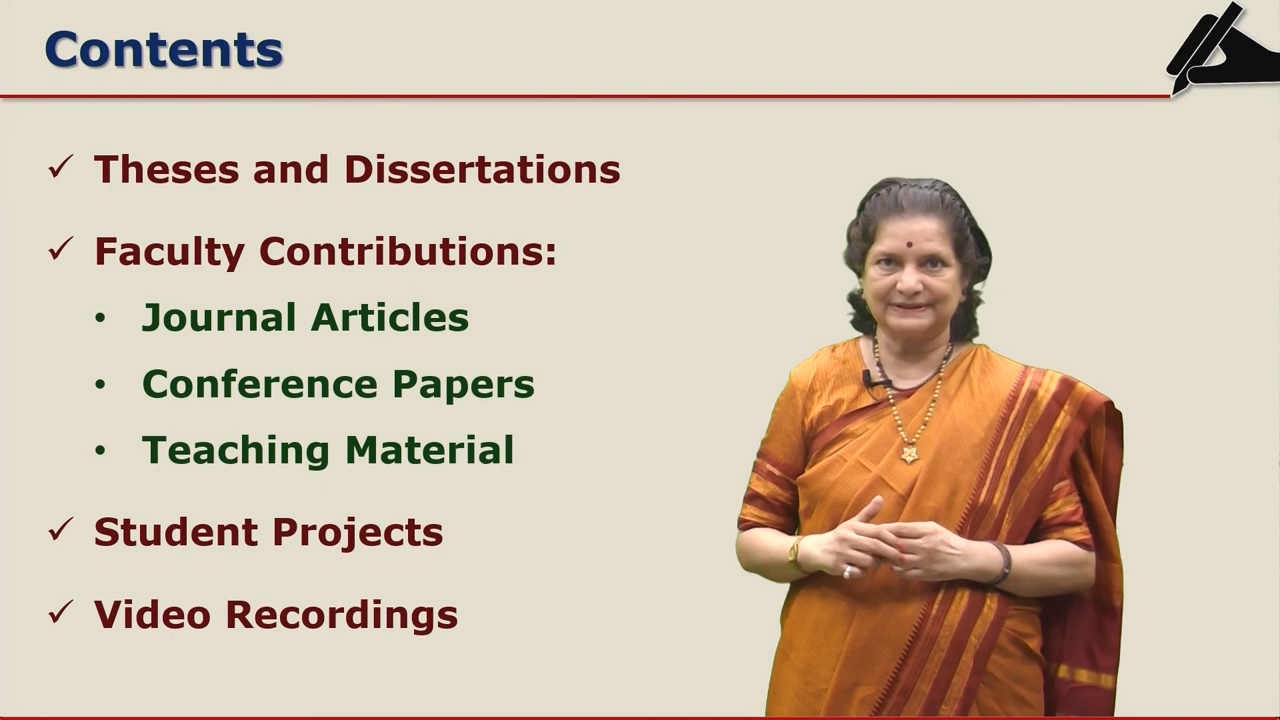 Contents
✓ Theses and Dissertations
✓ Faculty Contributions:
• Journal Articles
• Conference Papers
• Teaching Material
✓ Student Projects
✓ Video Recordings